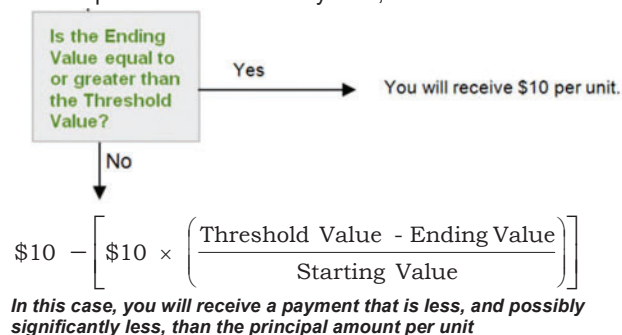 Is the Ending
Value equal to
or greater than
the Threshold
Value?
Yes
You will receive $10 per unit.
No
$10 − [ $10 × ( Threshold Value - Ending Value / Starting Value ) ]
In this case, you will receive a payment that is less, and possibly
significantly less, than the principal amount per unit